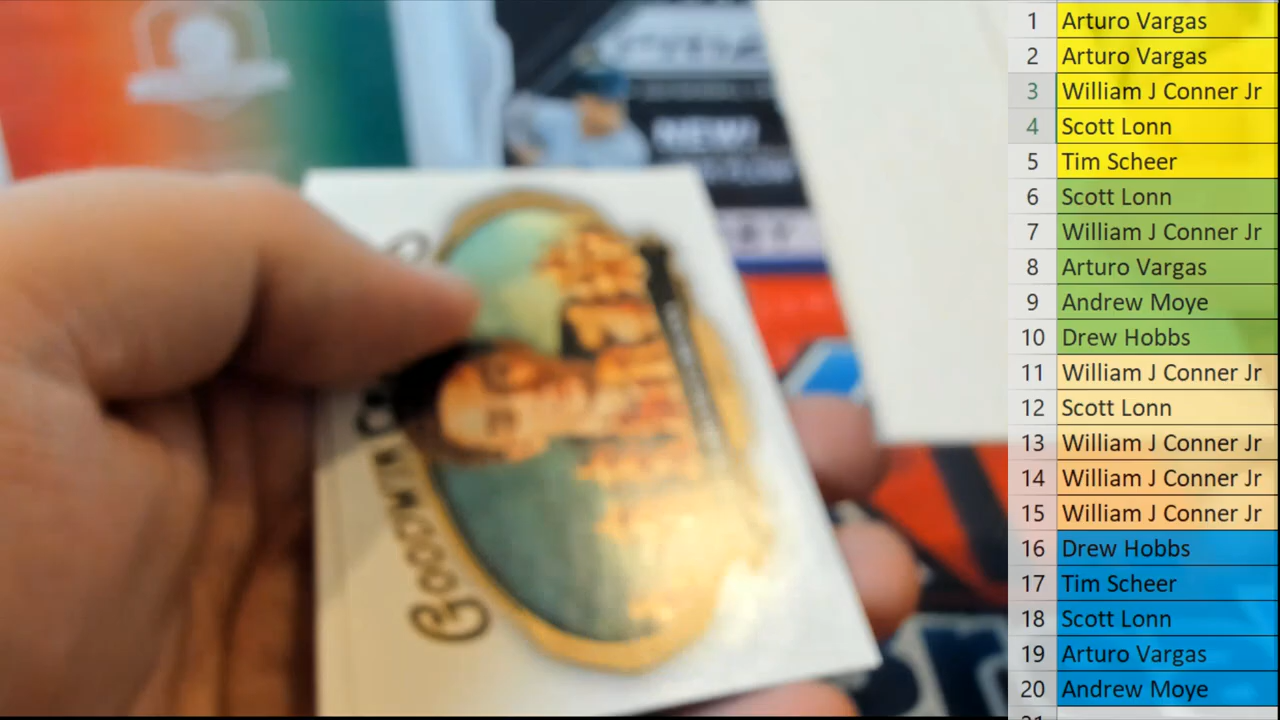 NEW!
1 Arturo Vargas
2 Arturo Vargas
3 William J Conner Jr
4 Scott Lonn
5 Tim Scheer
6 Scott Lonn
7 William J Conner Jr
8 Arturo Vargas
9 Andrew Moye
10 Drew Hobbs
11 William J Conner Jr
12 Scott Lonn
13 William J Conner Jr
14 William J Conner Jr
15 William J Conner Jr
16 Drew Hobbs
17 Tim Scheer
18 Scott Lonn
19 Arturo Vargas
20 Andrew Moye